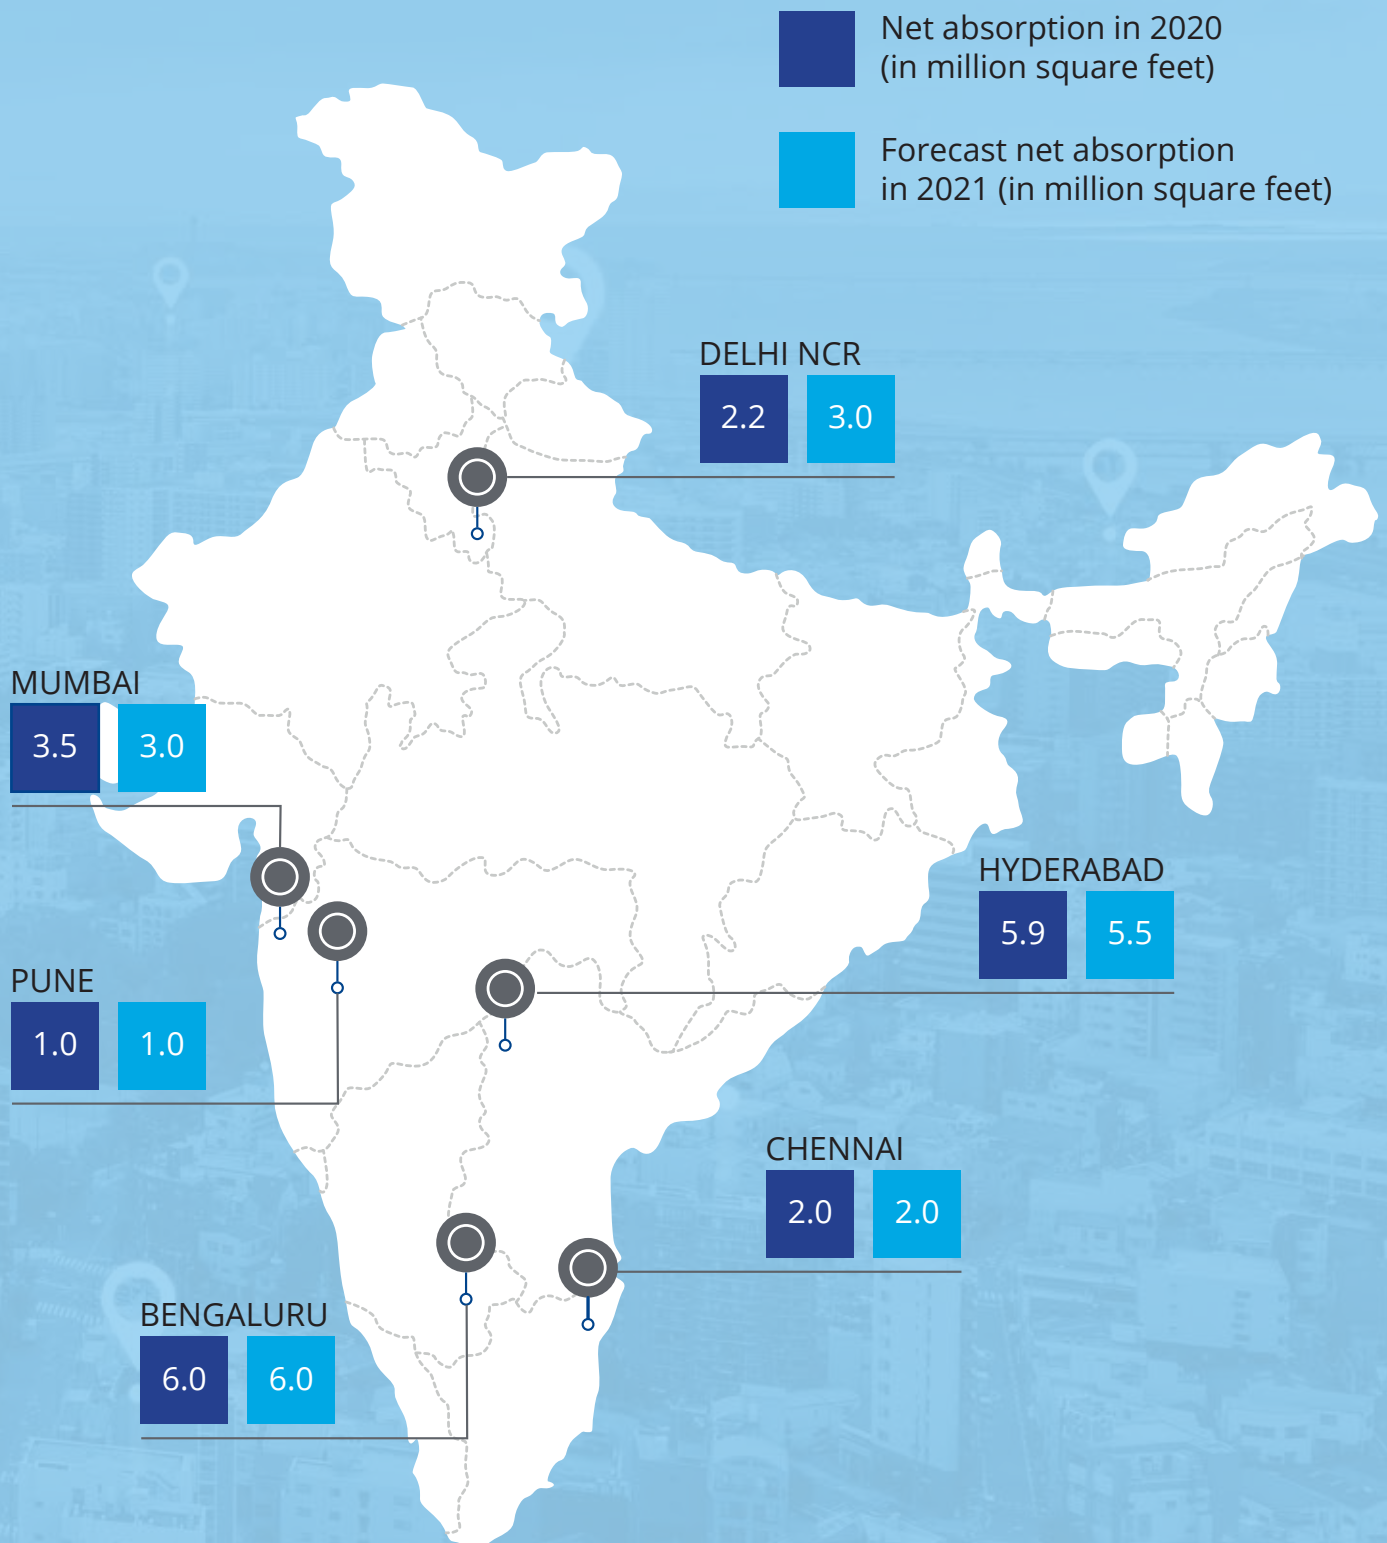 Net absorption in 2020
(in million square feet)
Forecast net absorption
in 2021 (in million square feet)
DELHI NCR
2.2 3.0
MUMBAI
3.5 3.0
HYDERABAD
5.9 5.5
PUNE
1.0 1.0
CHENNAI
2.0 2.0
BENGALURU
6.0 6.0